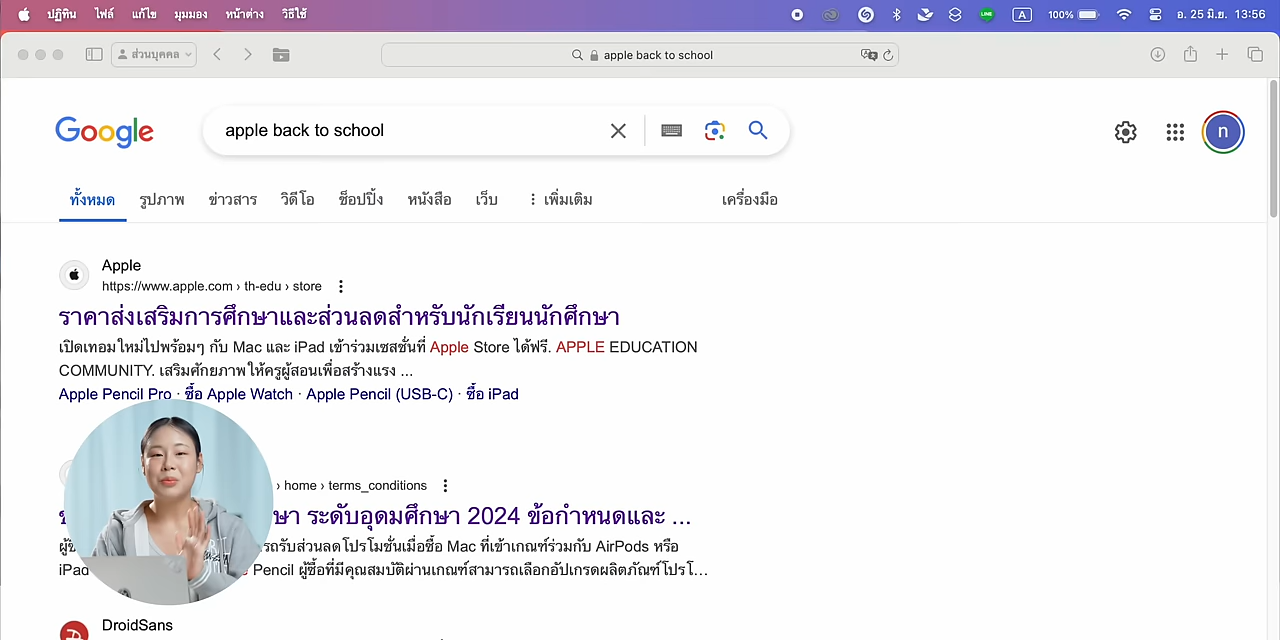 ปฏิทิน ไฟล์ แก้ไข มุมมอง หน้าต่าง วิธีใช้ LINE A 100% อ. 25 มิ.ย. 13:56
ส่วนบุคคล apple back to school
Google apple back to school n
ทั้งหมด รูปภาพ ข่าวสาร วิดีโอ ช็อปปิ้ง หนังสือ เว็บ เพิ่มเติม เครื่องมือ
Apple
https://www.apple.com › th-edu › store
ราคาส่งเสริมการศึกษาและส่วนลดสำหรับนักเรียนนักศึกษา
เปิดเทอมใหม่ไปพร้อมๆ กับ Mac และ iPad เข้าร่วมเซสชั่นที่ Apple Store ได้ฟรี. APPLE EDUCATION
COMMUNITY. เสริมศักยภาพให้ครูผู้สอนเพื่อสร้างแรง ...
Apple Pencil Pro · ซื้อ Apple Watch · Apple Pencil (USB-C) · ซื้อ iPad
› home › terms_conditions
ษา ระดับอุดมศึกษา 2024 ข้อกำหนดและ ...
รถรับส่วนลดโปรโมชั่นเมื่อซื้อ Mac ที่เข้าเกณฑ์ร่วมกับ AirPods หรือ
iPad Pencil ผู้ซื้อที่มีคุณสมบัติผ่านเกณฑ์สามารถเลือกอัปเกรดผลิตภัณฑ์โปรโ...
DroidSans